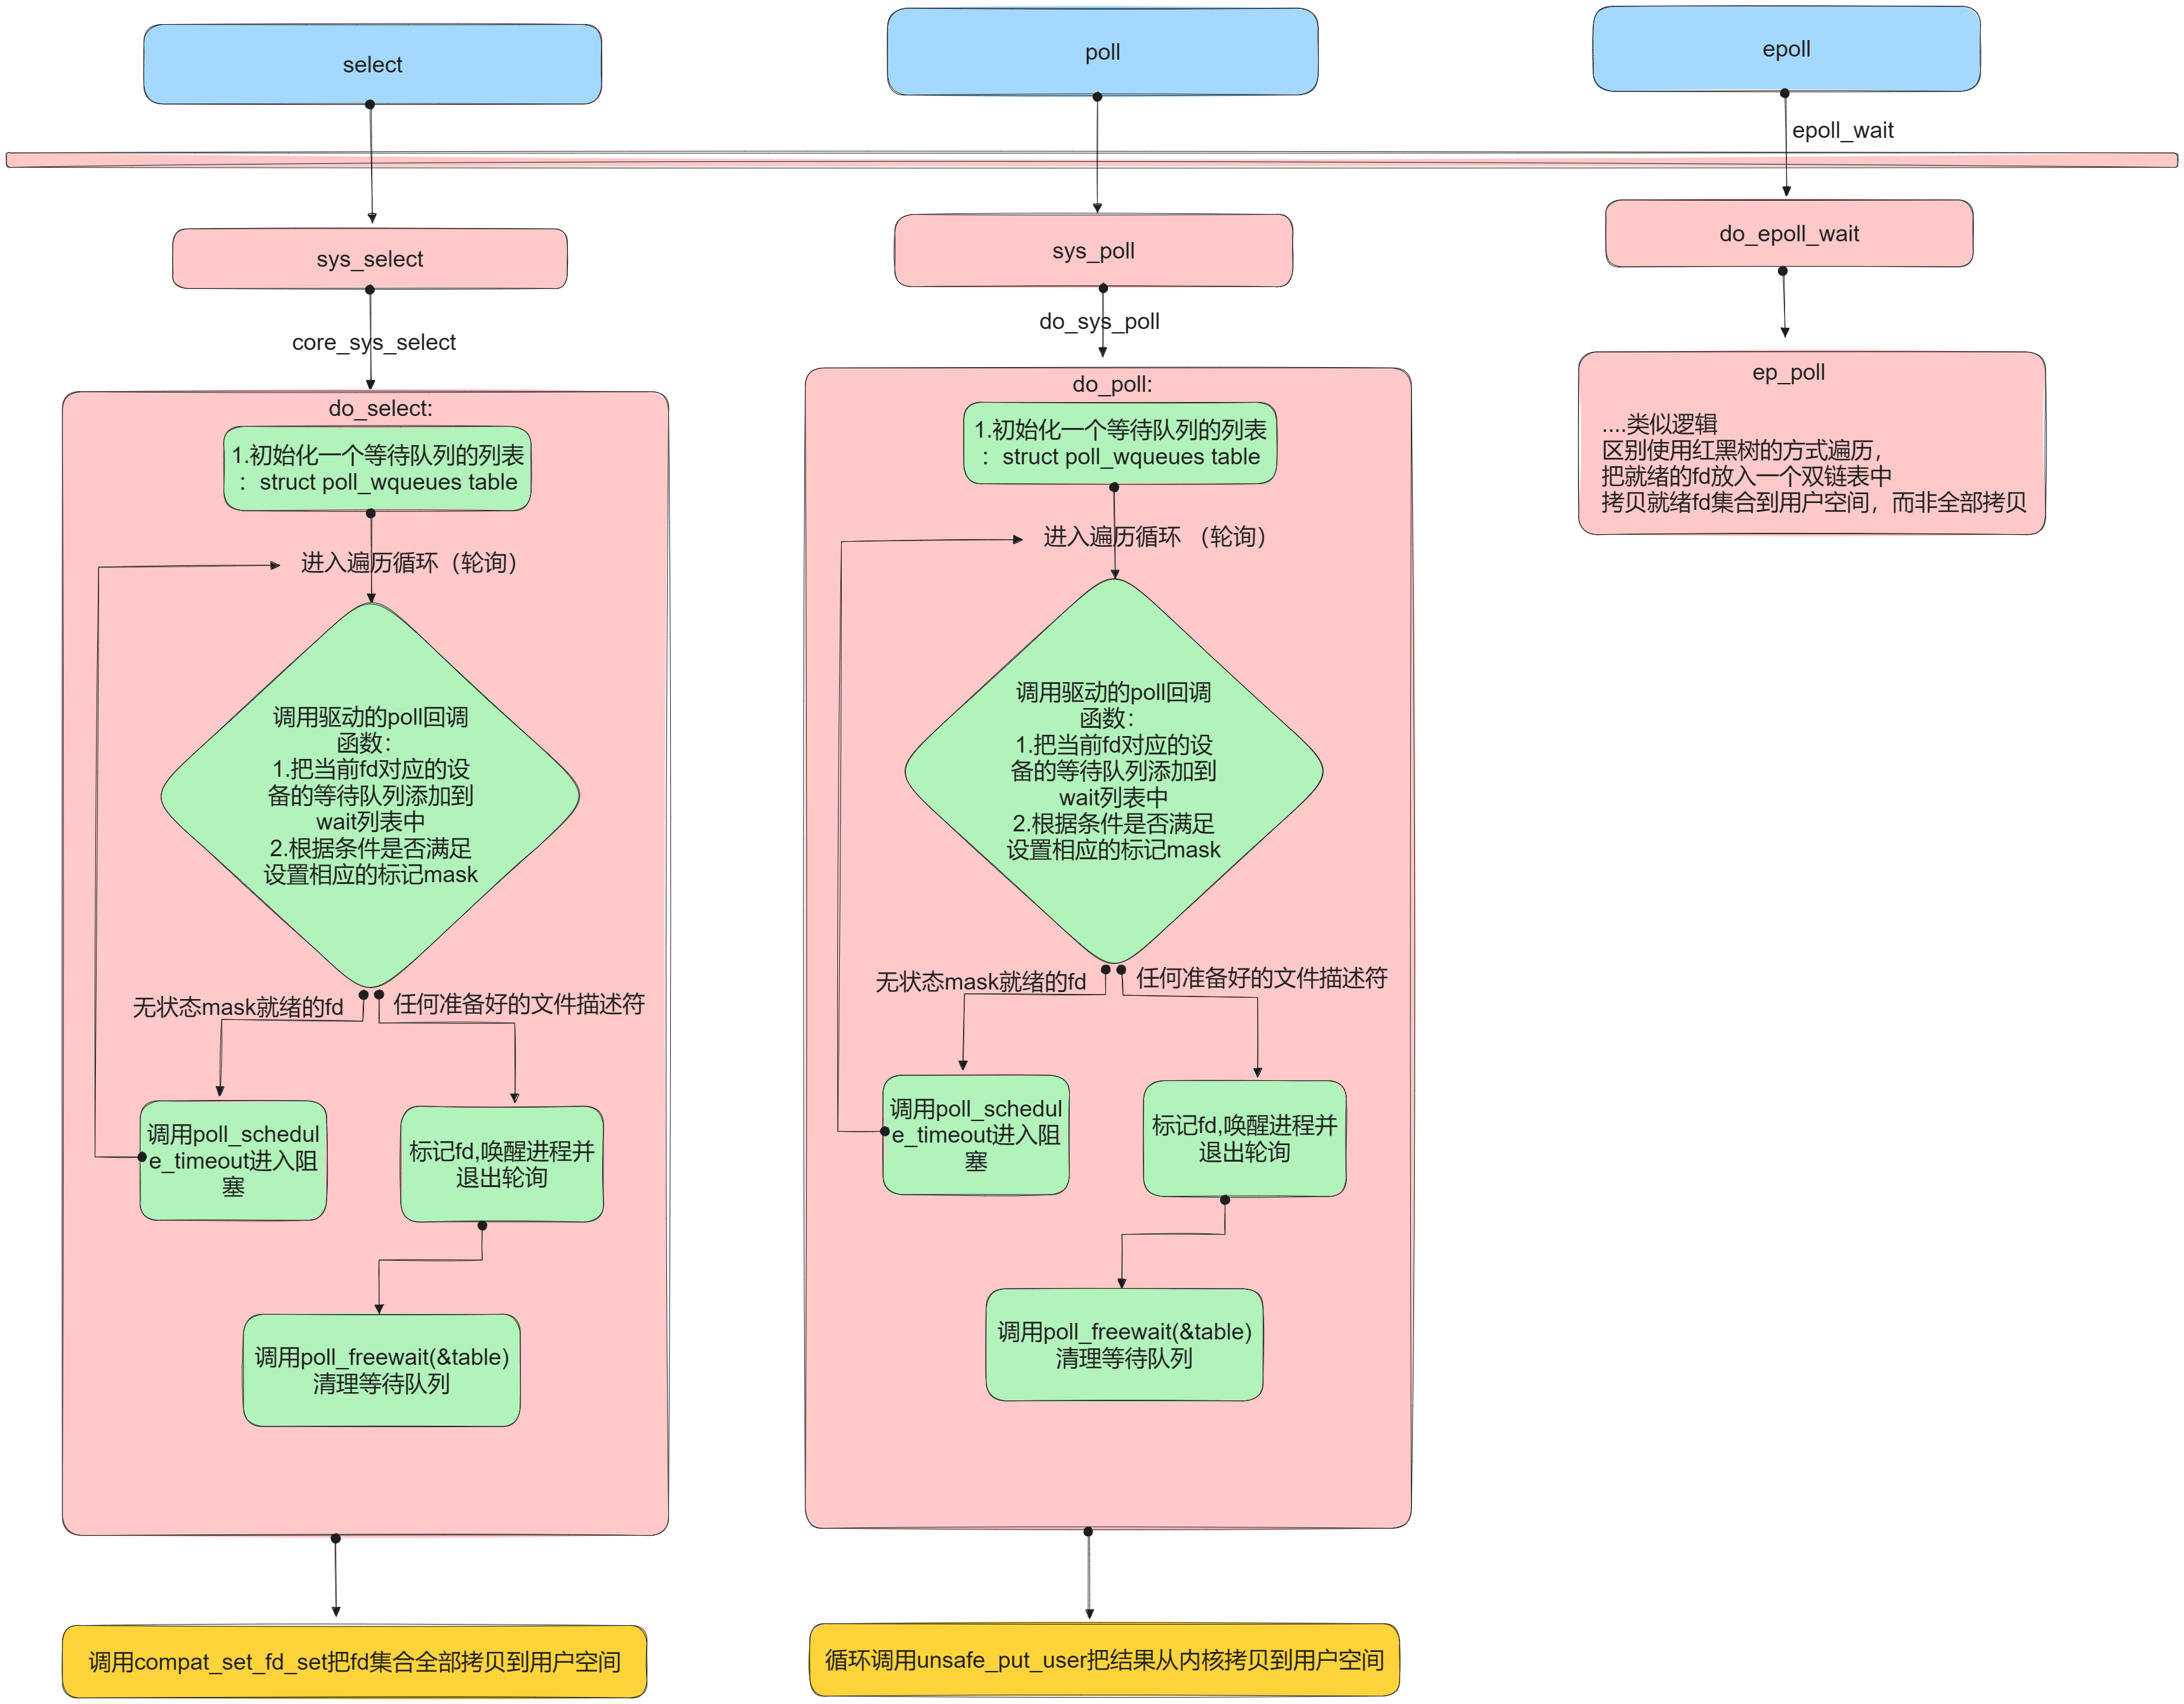 select
poll
epoll
epoll_wait
sys_select
sys_poll
do_epoll_wait
core_sys_select
do_sys_poll
do_select:
1.初始化一个等待队列的列表
：struct poll_wqueues table
进入遍历循环（轮询）
调用驱动的poll回调
函数：
1.把当前fd对应的设
备的等待队列添加到
wait列表中
2.根据条件是否满足
设置相应的标记mask
无状态mask就绪的fd
任何准备好的文件描述符
调用poll_schedul
e_timeout进入阻
塞
标记fd,唤醒进程并
退出轮询
调用poll_freewait(&table)
清理等待队列
调用compat_set_fd_set把fd集合全部拷贝到用户空间
do_poll:
1.初始化一个等待队列的列表
：struct poll_wqueues table
进入遍历循环 （轮询）
调用驱动的poll回调
函数：
1.把当前fd对应的设
备的等待队列添加到
wait列表中
2.根据条件是否满足
设置相应的标记mask
无状态mask就绪的fd
任何准备好的文件描述符
调用poll_schedul
e_timeout进入阻
塞
标记fd,唤醒进程并
退出轮询
调用poll_freewait(&table)
清理等待队列
循环调用unsafe_put_user把结果从内核拷贝到用户空间
ep_poll
....类似逻辑
区别使用红黑树的方式遍历，
把就绪的fd放入一个双链表中
拷贝就绪fd集合到用户空间，而非全部拷贝